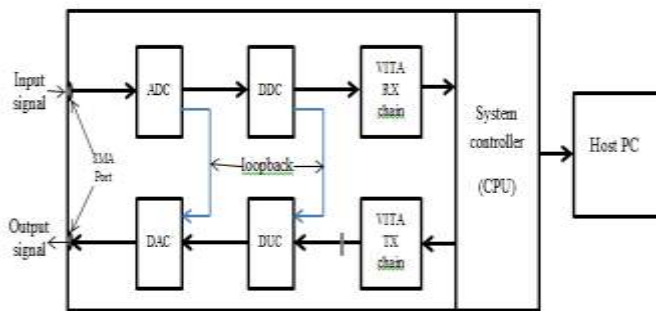 Input
signal
ADC
DDC
VITA
RX
chain
System
controller
(CPU)
Host PC
SMA
Port
loopback
Output
signal
DAC
DUC
VITA
TX
chain